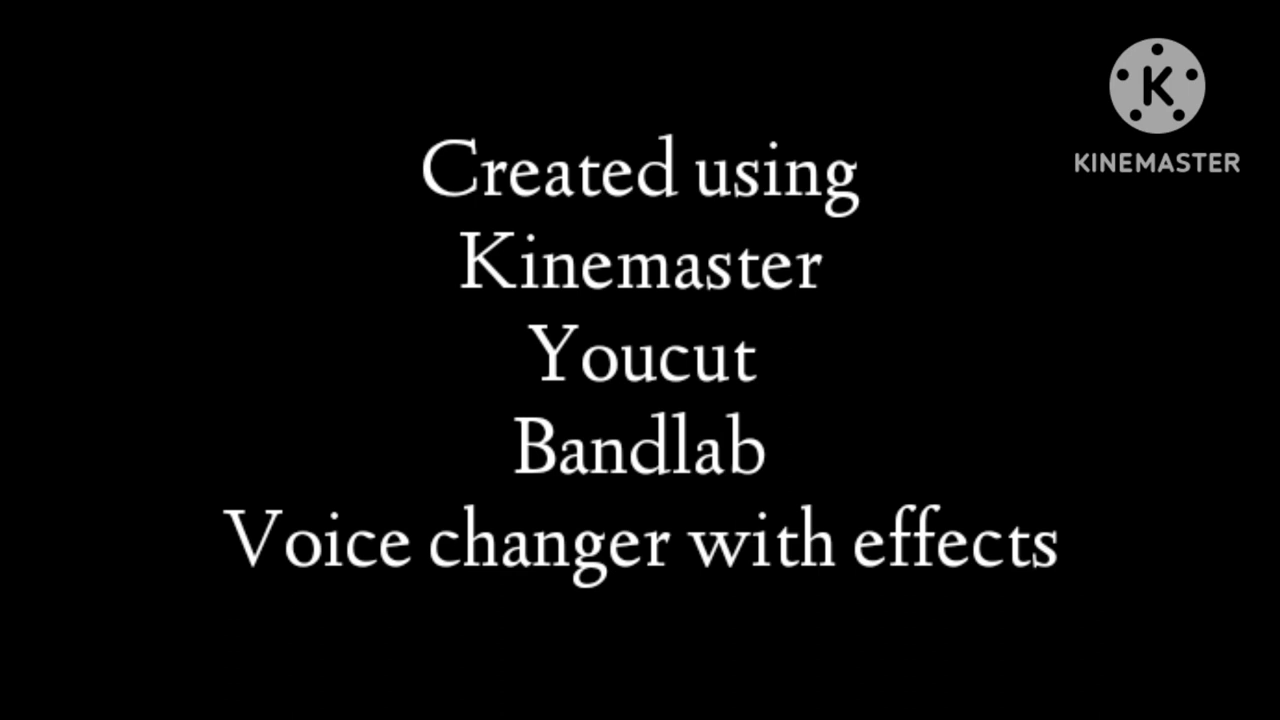 KINEMASTER
Created using
Kinemaster
Youcut
Bandlab
Voice changer with effects